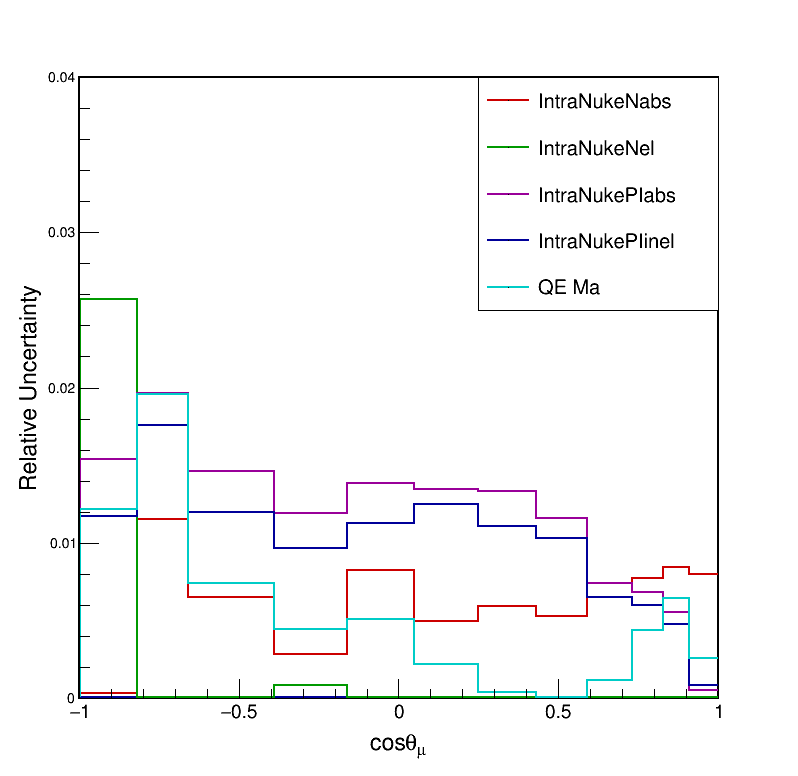 0.04
0.03
0.02
0.01
0
Relative Uncertainty
IntraNukeNabs
IntraNukeNel
IntraNukePIabs
IntraNukePIinel
QE Ma
−1 −0.5 0 0.5 1
cosθμ